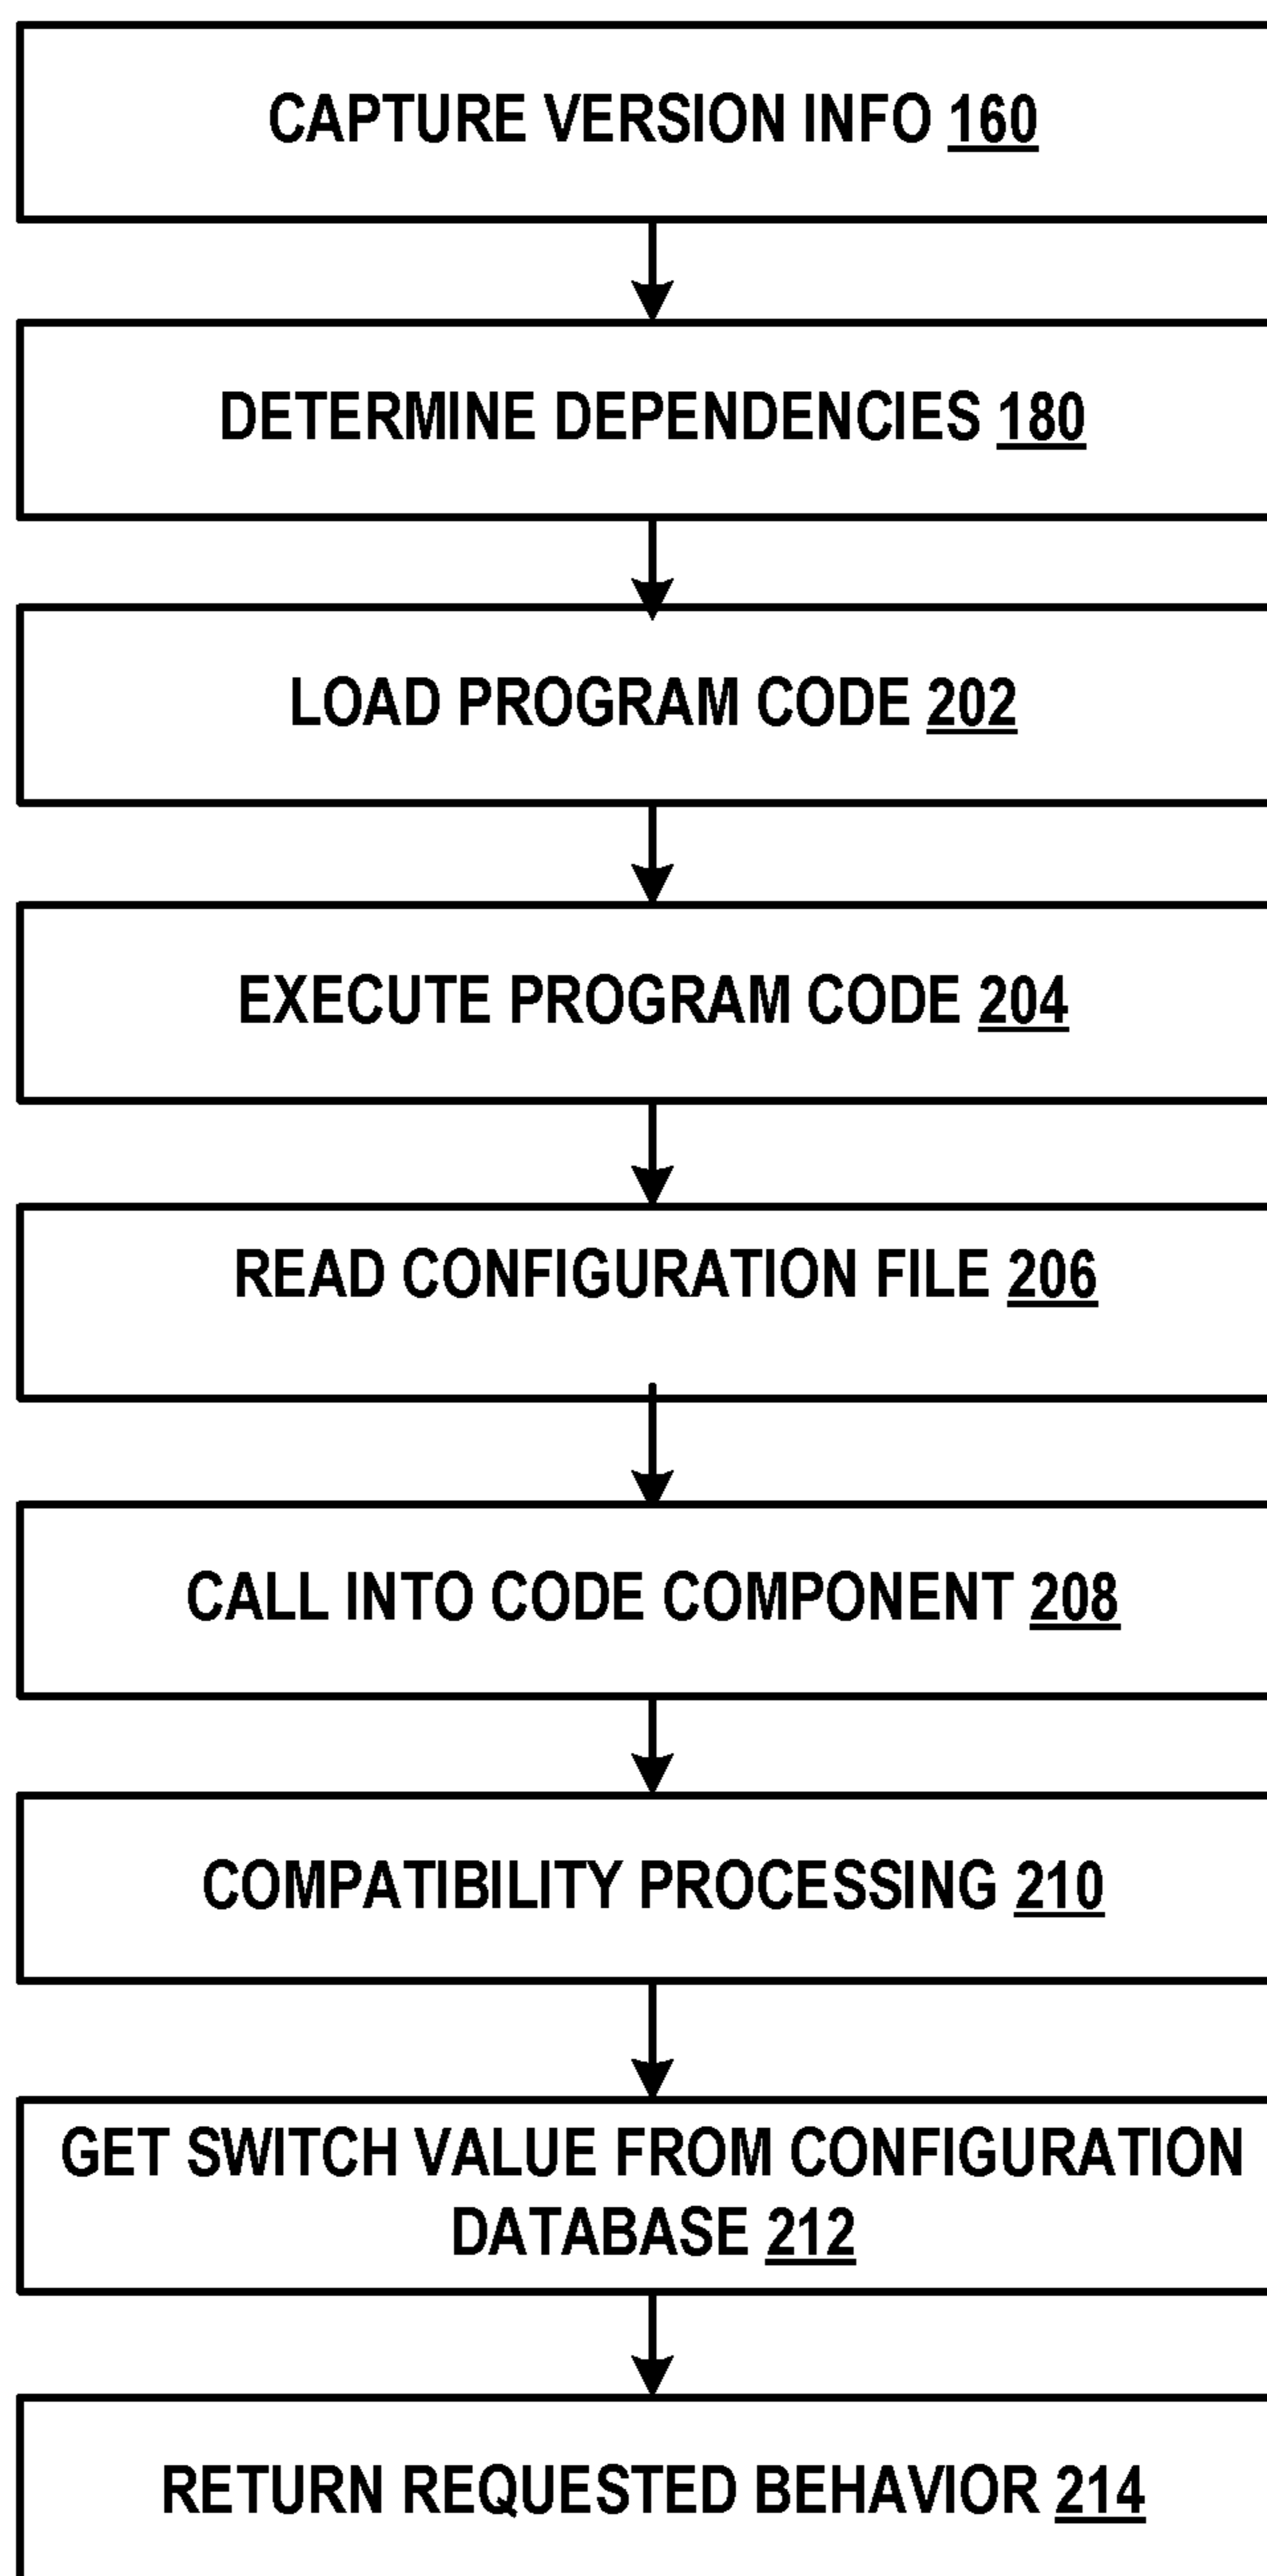 CAPTURE VERSION INFO 160
DETERMINE DEPENDENCIES 180
LOAD PROGRAM CODE 202
EXECUTE PROGRAM CODE 204
READ CONFIGURATION FILE 206
CALL INTO CODE COMPONENT 208
COMPATIBILITY PROCESSING 210
GET SWITCH VALUE FROM CONFIGURATION
DATABASE 212
RETURN REQUESTED BEHAVIOR 214